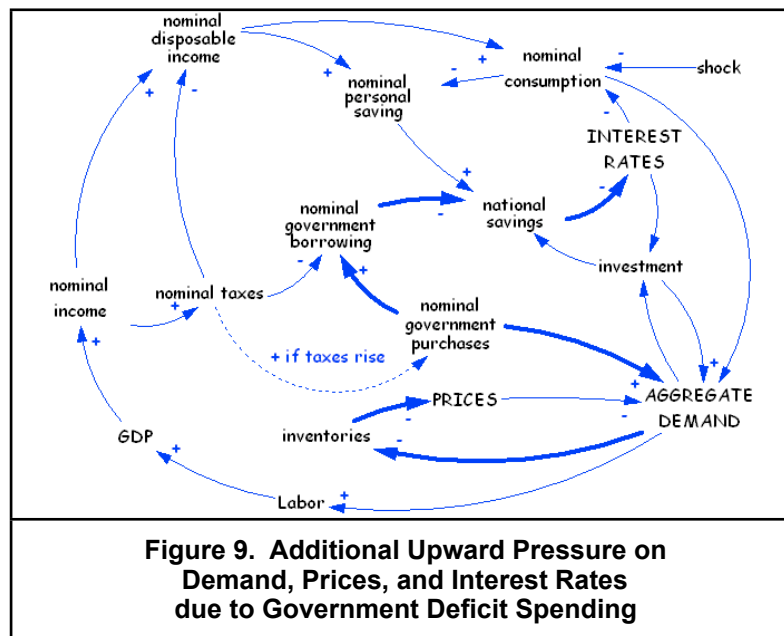 nominal
disposable
income
+
-
+
nominal
personal
saving
-
+
nominal
consumption
-
shock
-
INTEREST
RATES
-
+
national
savings
-
nominal
government
borrowing
-
+
investment
nominal
income
+
+
nominal taxes
nominal
government
purchases
+ if taxes rise
PRICES
-
inventories
-
+
+
-
AGGREGATE
DEMAND
GDP
+
Labor
+
Figure 9. Additional Upward Pressure on
Demand, Prices, and Interest Rates
due to Government Deficit Spending